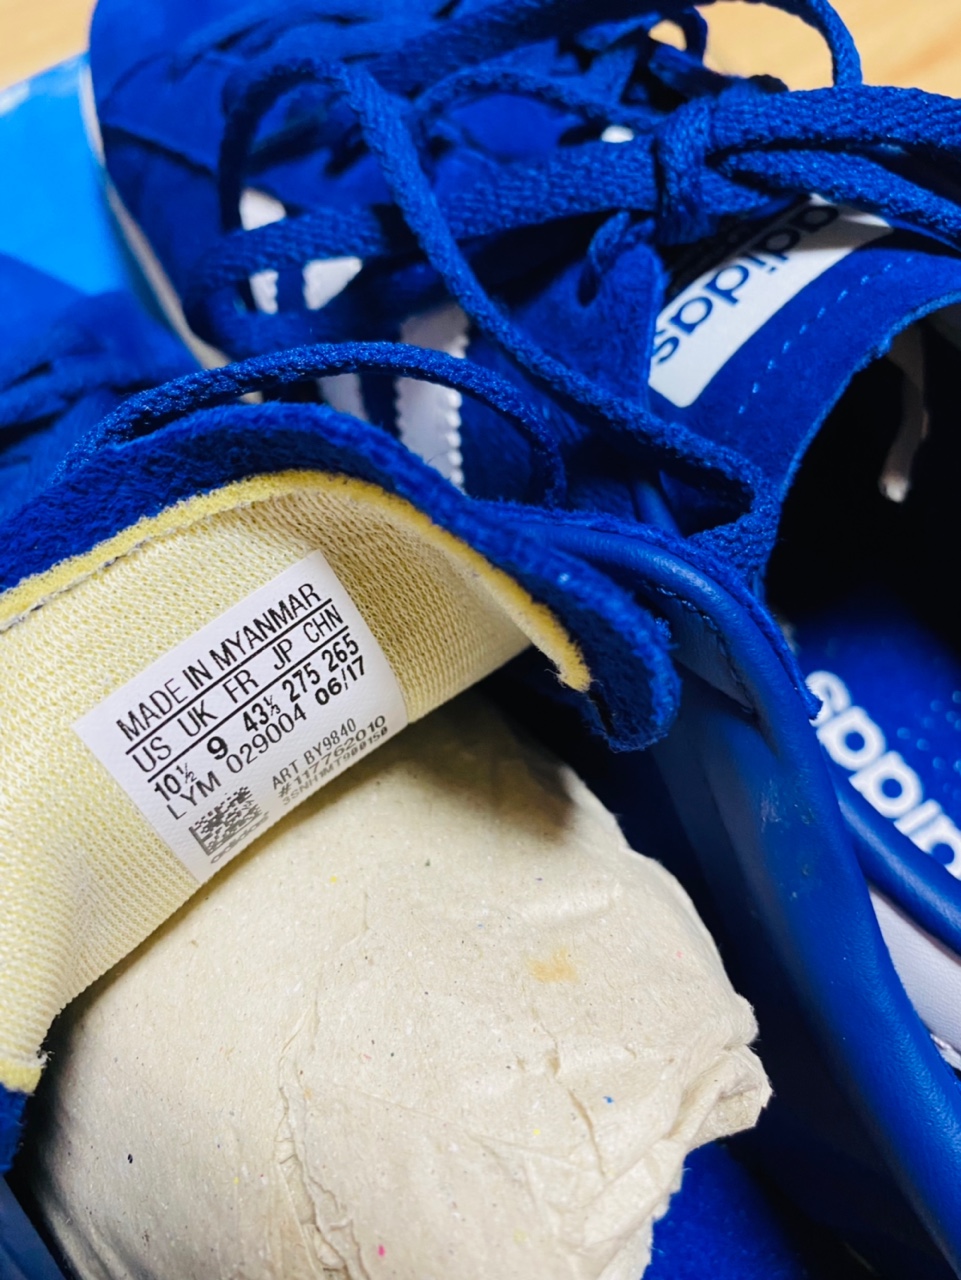 adidas
MADE IN MYANMAR
US UK FR JP CHN
10½ 9 43⅓ 275 265
LYM 029004 06/17
ART BY9840
#117762010
adidas
adidas